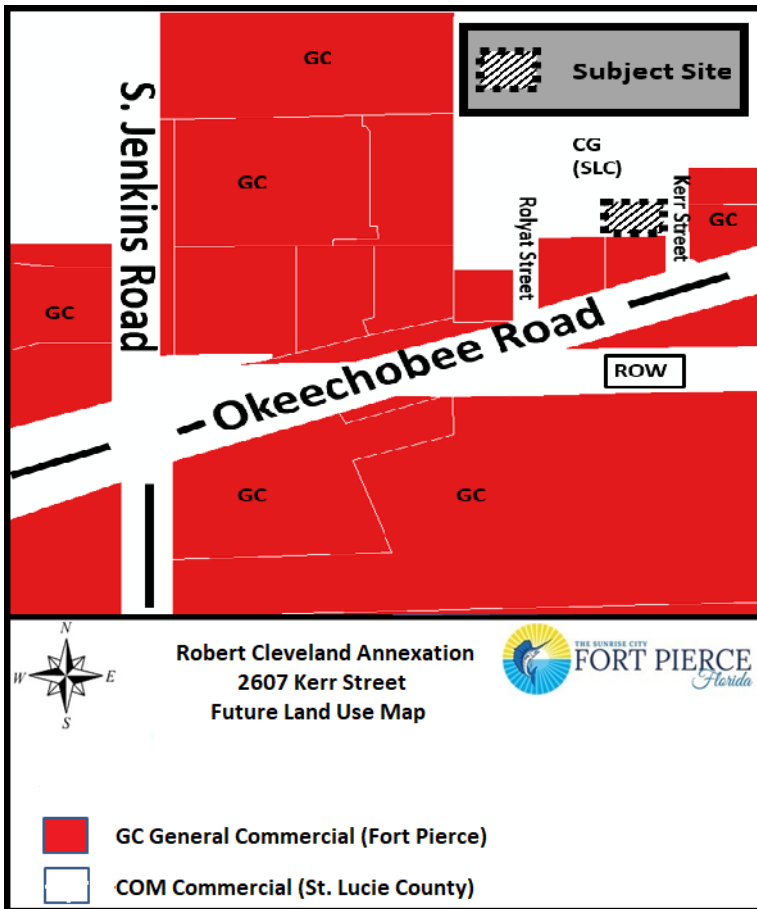 GC
Subject Site
S. Jenkins Road
CG
(SLC)
GC
Rolyat Street
Kerr Street
GC
GC
Okeechobee Road
ROW
GC
GC
N
W
E
S
Robert Cleveland Annexation
2607 Kerr Street
Future Land Use Map
THE SUNRISE CITY
FORT PIERCE
Florida
GC General Commercial (Fort Pierce)
COM Commercial (St. Lucie County)